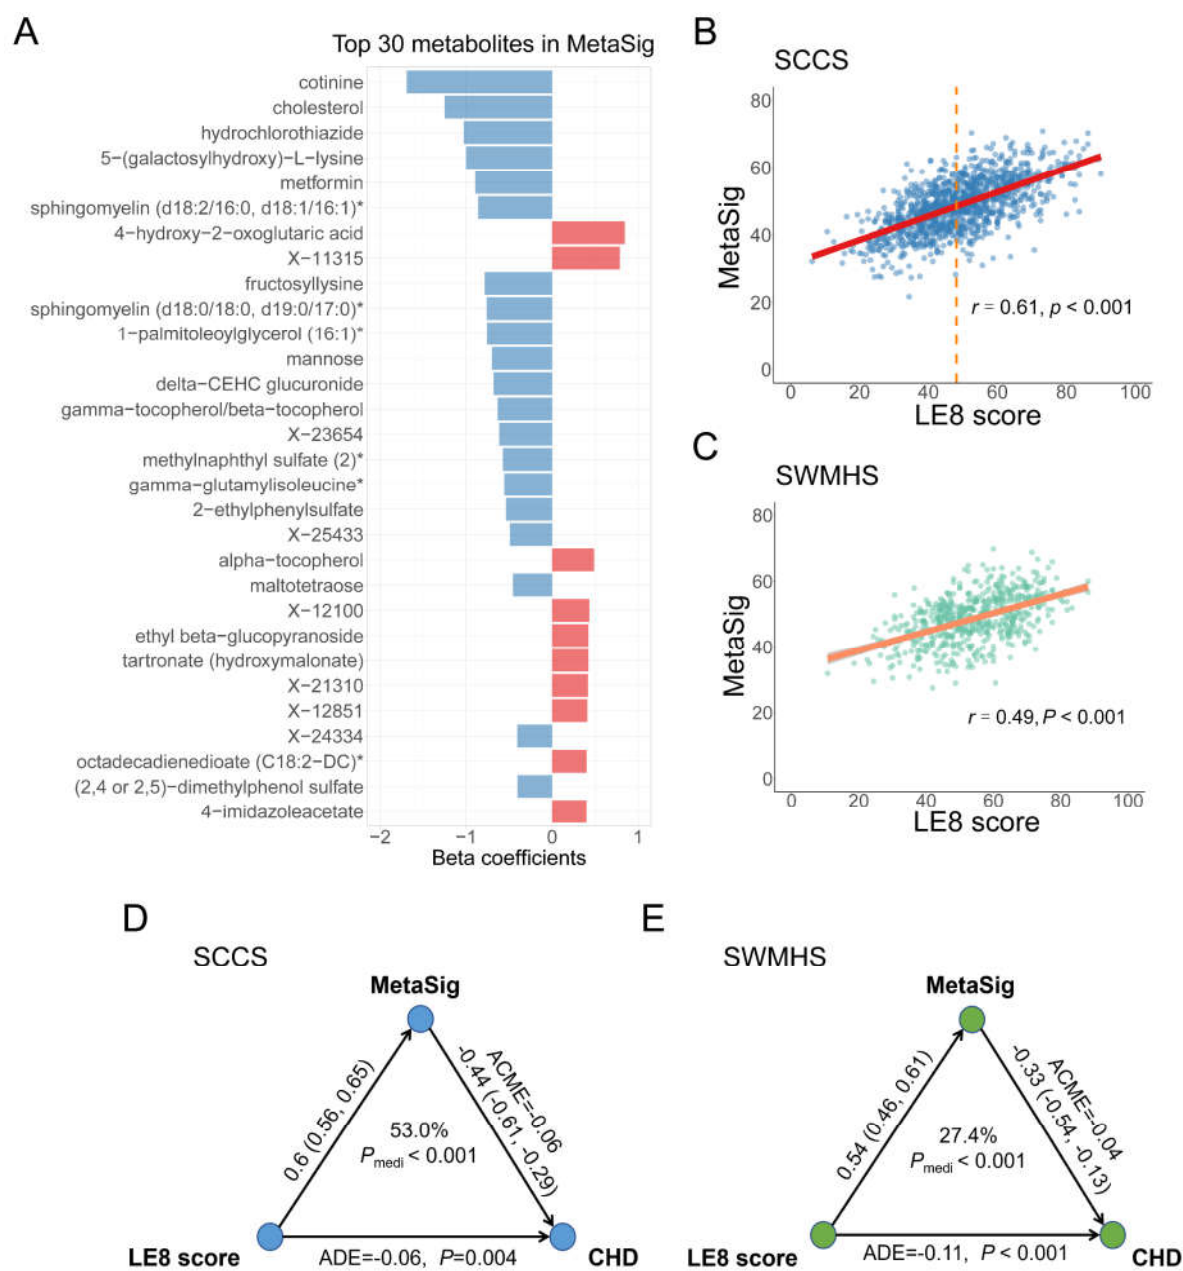 A
Top 30 metabolites in MetaSig
cotinine
cholesterol
hydrochlorothiazide
5−(galactosylhydroxy)−L−lysine
metformin
sphingomyelin (d18:2/16:0, d18:1/16:1)*
4−hydroxy−2−oxoglutaric acid
X−11315
fructosyllysine
sphingomyelin (d18:0/18:0, d19:0/17:0)*
1−palmitoleoylglycerol (16:1)*
mannose
delta−CEHC glucuronide
gamma−tocopherol/beta−tocopherol
X−23654
methylnaphthyl sulfate (2)*
gamma−glutamylisoleucine*
2−ethylphenylsulfate
X−25433
alpha−tocopherol
maltotetraose
X−12100
ethyl beta−glucopyranoside
tartronate (hydroxymalonate)
X−21310
X−12851
X−24334
octadecadienedioate (C18:2−DC)*
(2,4 or 2,5)−dimethylphenol sulfate
4−imidazoleacetate
−2 −1 0 1
Beta coefficients
B
SCCS
80
60
40
20
0
MetaSig
r = 0.61, p < 0.001
0 20 40 60 80 100
LE8 score
C
SWMHS
80
60
40
20
0
MetaSig
r = 0.49, P < 0.001
0 20 40 60 80 100
LE8 score
D
SCCS
MetaSig
0.6 (0.56, 0.65)
ACME=-0.06
-0.44 (-0.61, -0.29)
53.0%
Pmedi < 0.001
LE8 score
ADE=-0.06, P=0.004
CHD
E
SWMHS
MetaSig
0.54 (0.46, 0.61)
ACME=-0.04
-0.33 (-0.54, -0.13)
27.4%
Pmedi < 0.001
LE8 score
ADE=-0.11, P < 0.001
CHD